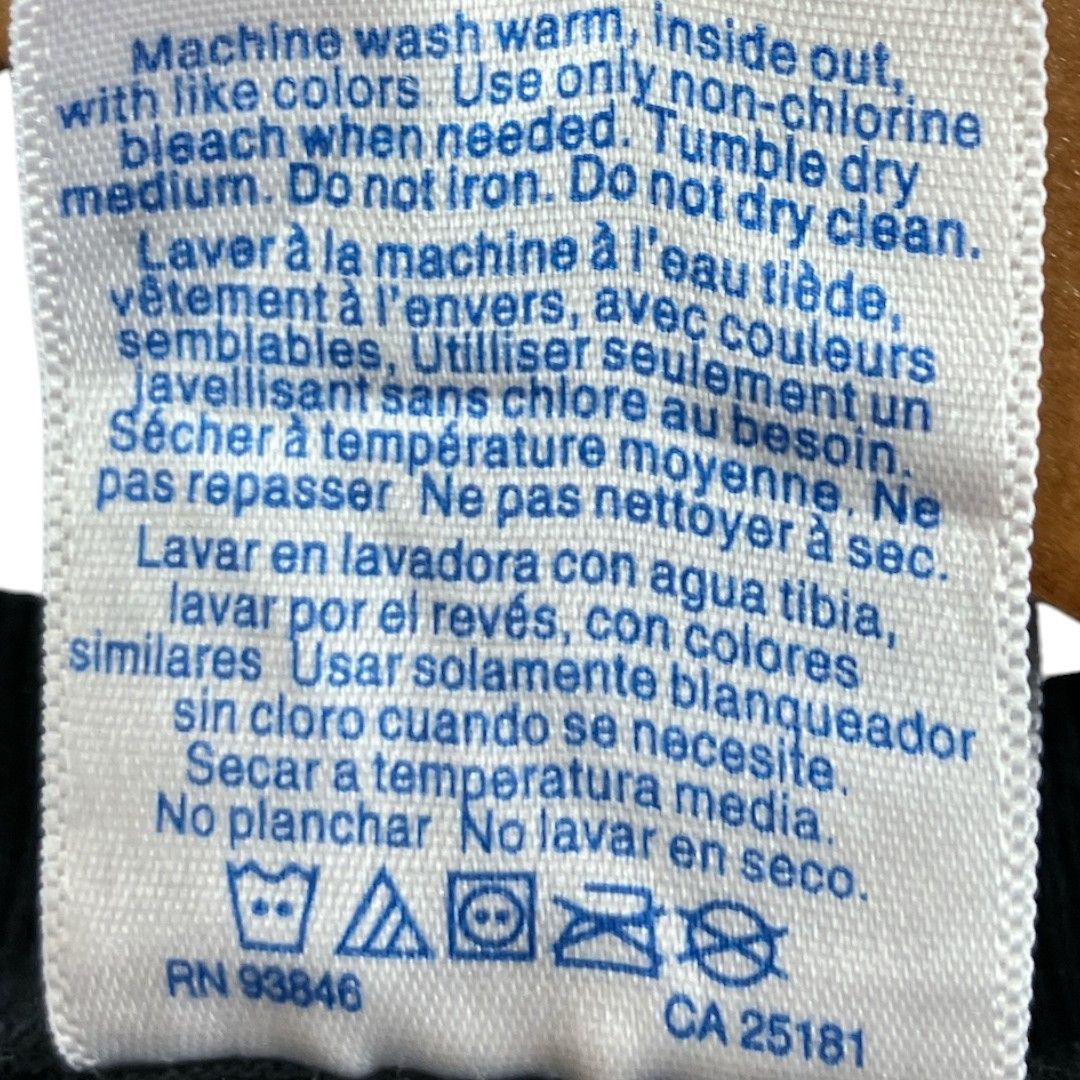 Machine wash warm, inside out,
with like colors. Use only non-chlorine
bleach when needed. Tumble dry
medium. Do not iron. Do not dry clean.
Laver à la machine à l'eau tiède,
vêtement à l'envers, avec couleurs
semblables, Utilliser seulement un
javellisant sans chlore au besoin.
Sécher à température moyenne. Ne
pas repasser Ne pas nettoyer à sec.
Lavar en lavadora con agua tibia,
lavar por el revés, con colores
similares Usar solamente blanqueador
sin cloro cuando se necesite.
Secar a temperatura media.
No planchar No lavar en seco.
RN 93846
CA 25181